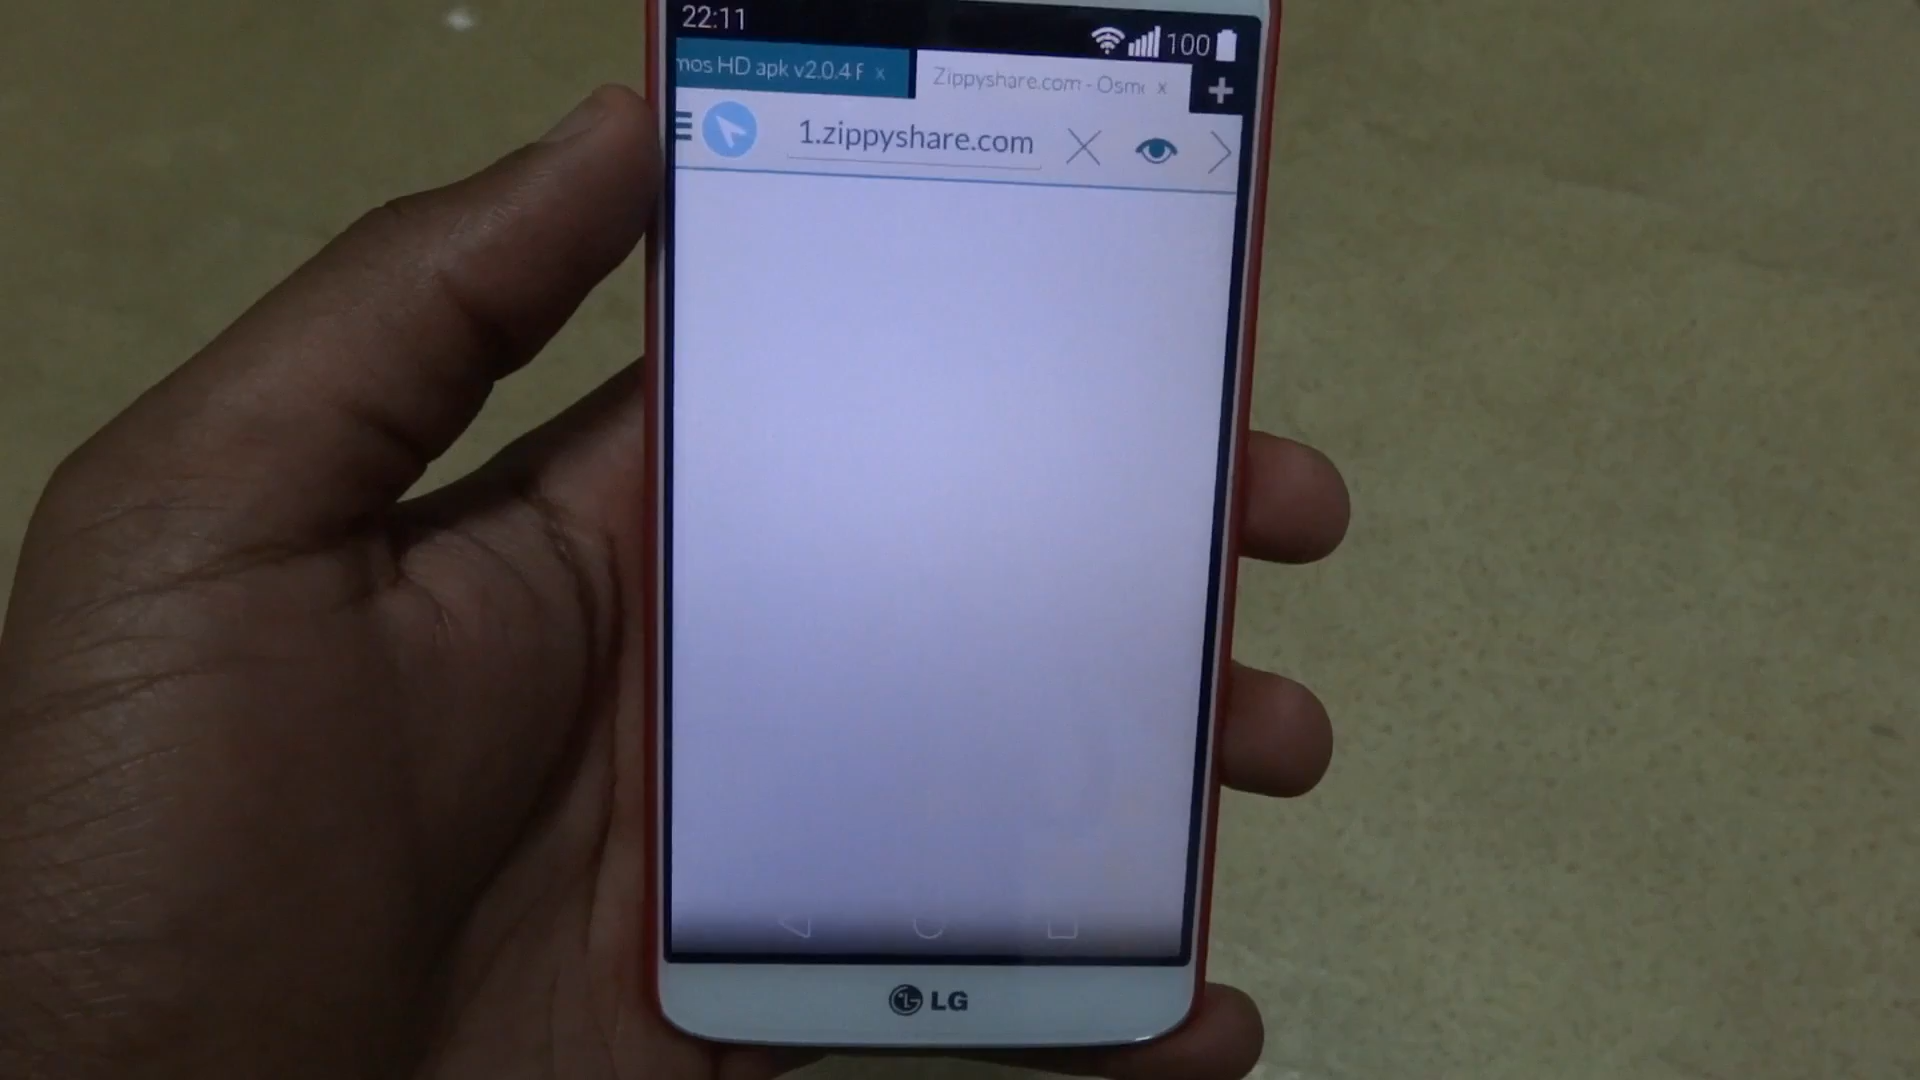 22:11
100
mos HD apk v2.0.4 F x
Zippyshare.com - Osm x
1.zippyshare.com
LG